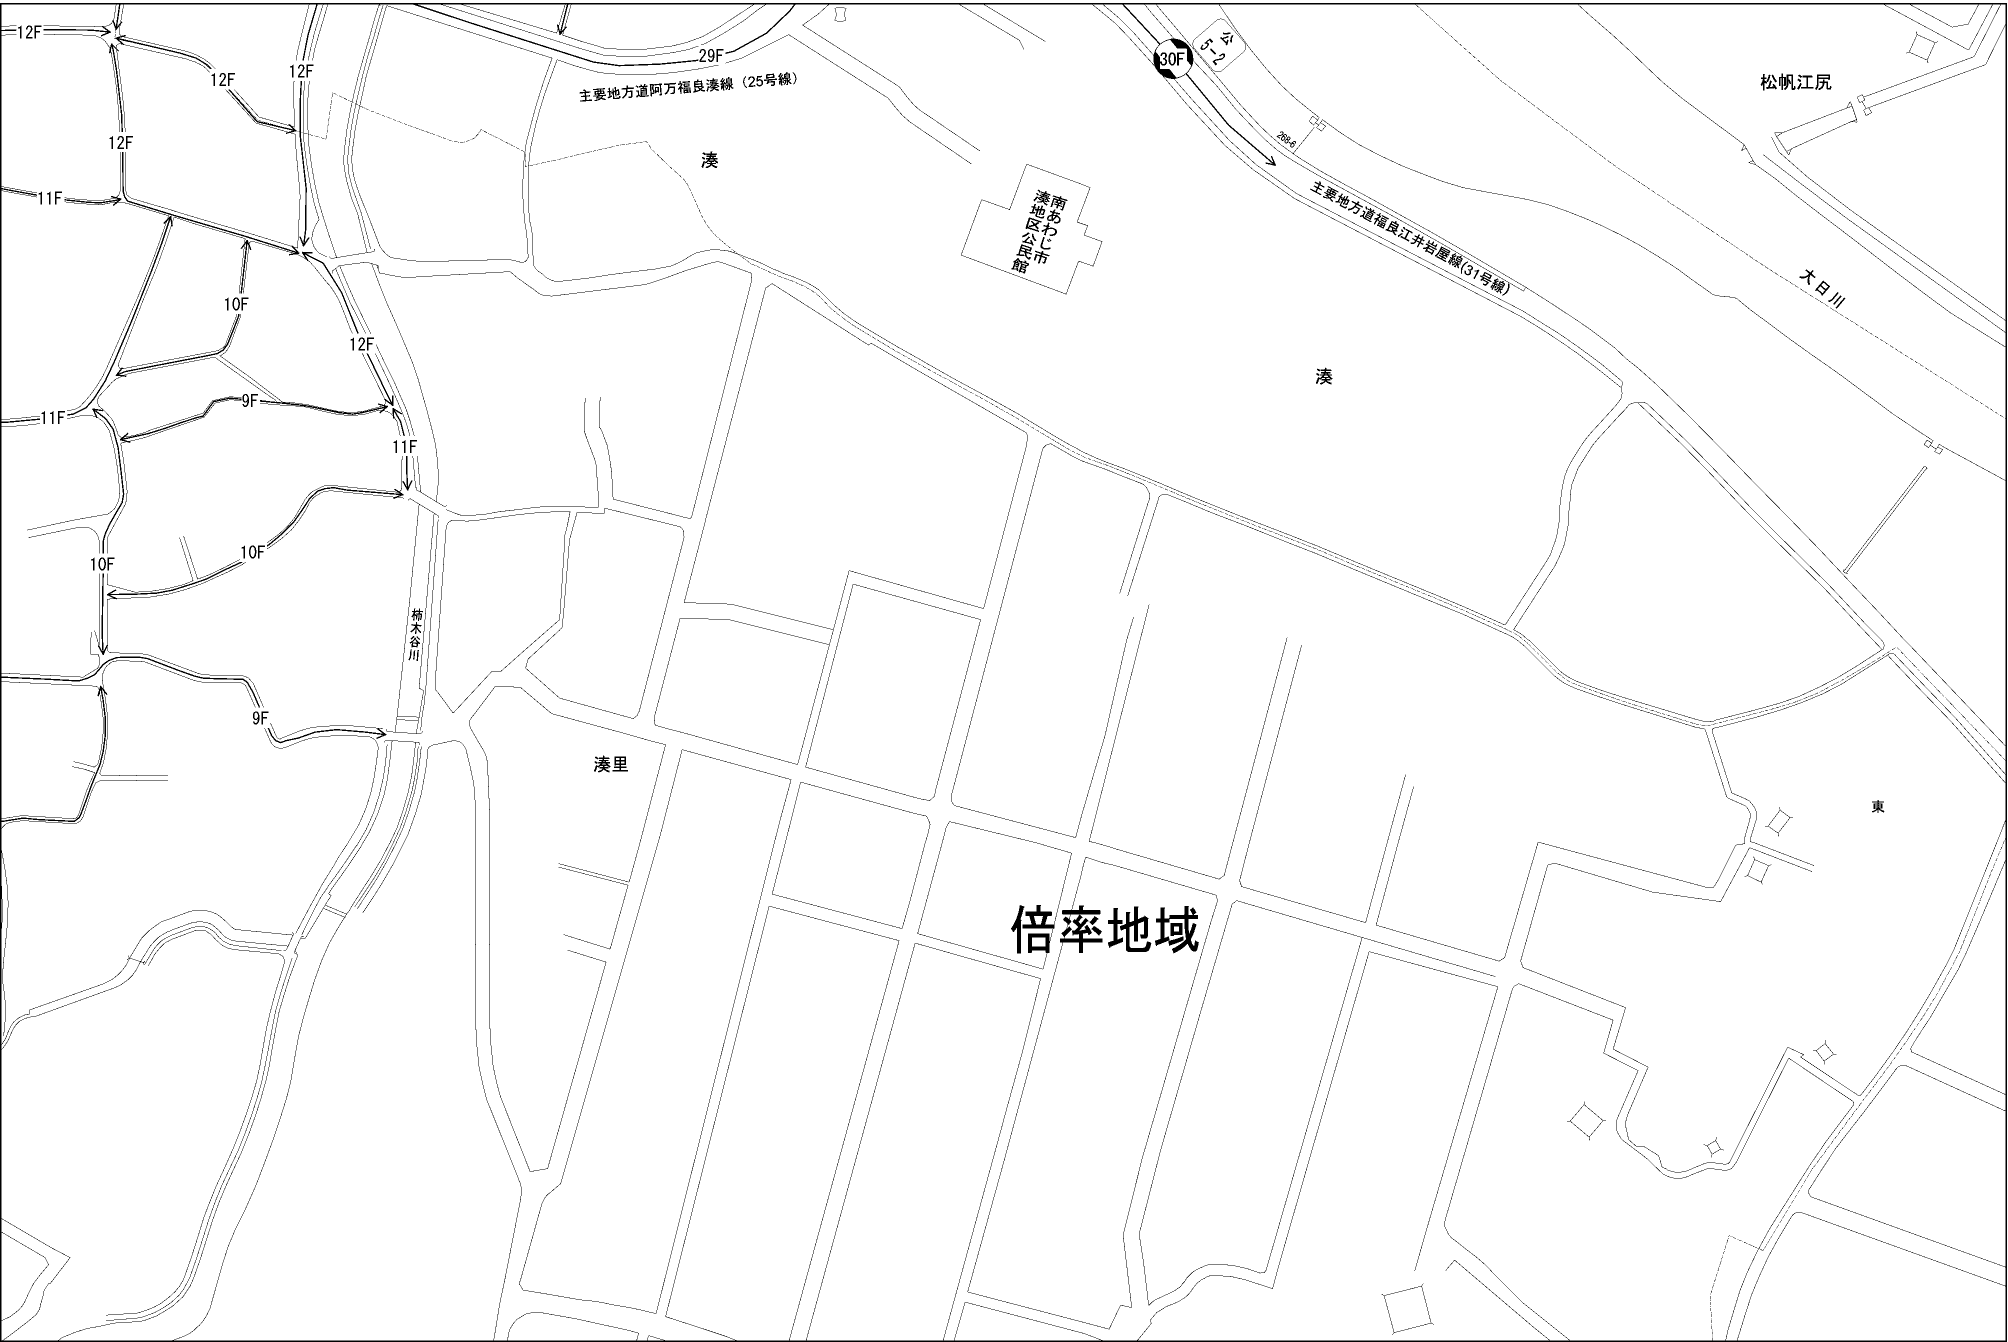 12F
12F
12F
29F
主要地方道阿万福良湊線（25号線）
30F
公
5-2
松帆江尻
12F
268-6
湊
11F
主要地方道福良江井岩屋線(31号線)
南あわじ市
湊地区公民館
大日川
10F
12F
湊
11F
9F
11F
10F
10F
柿木谷川
9F
湊里
東
倍率地域